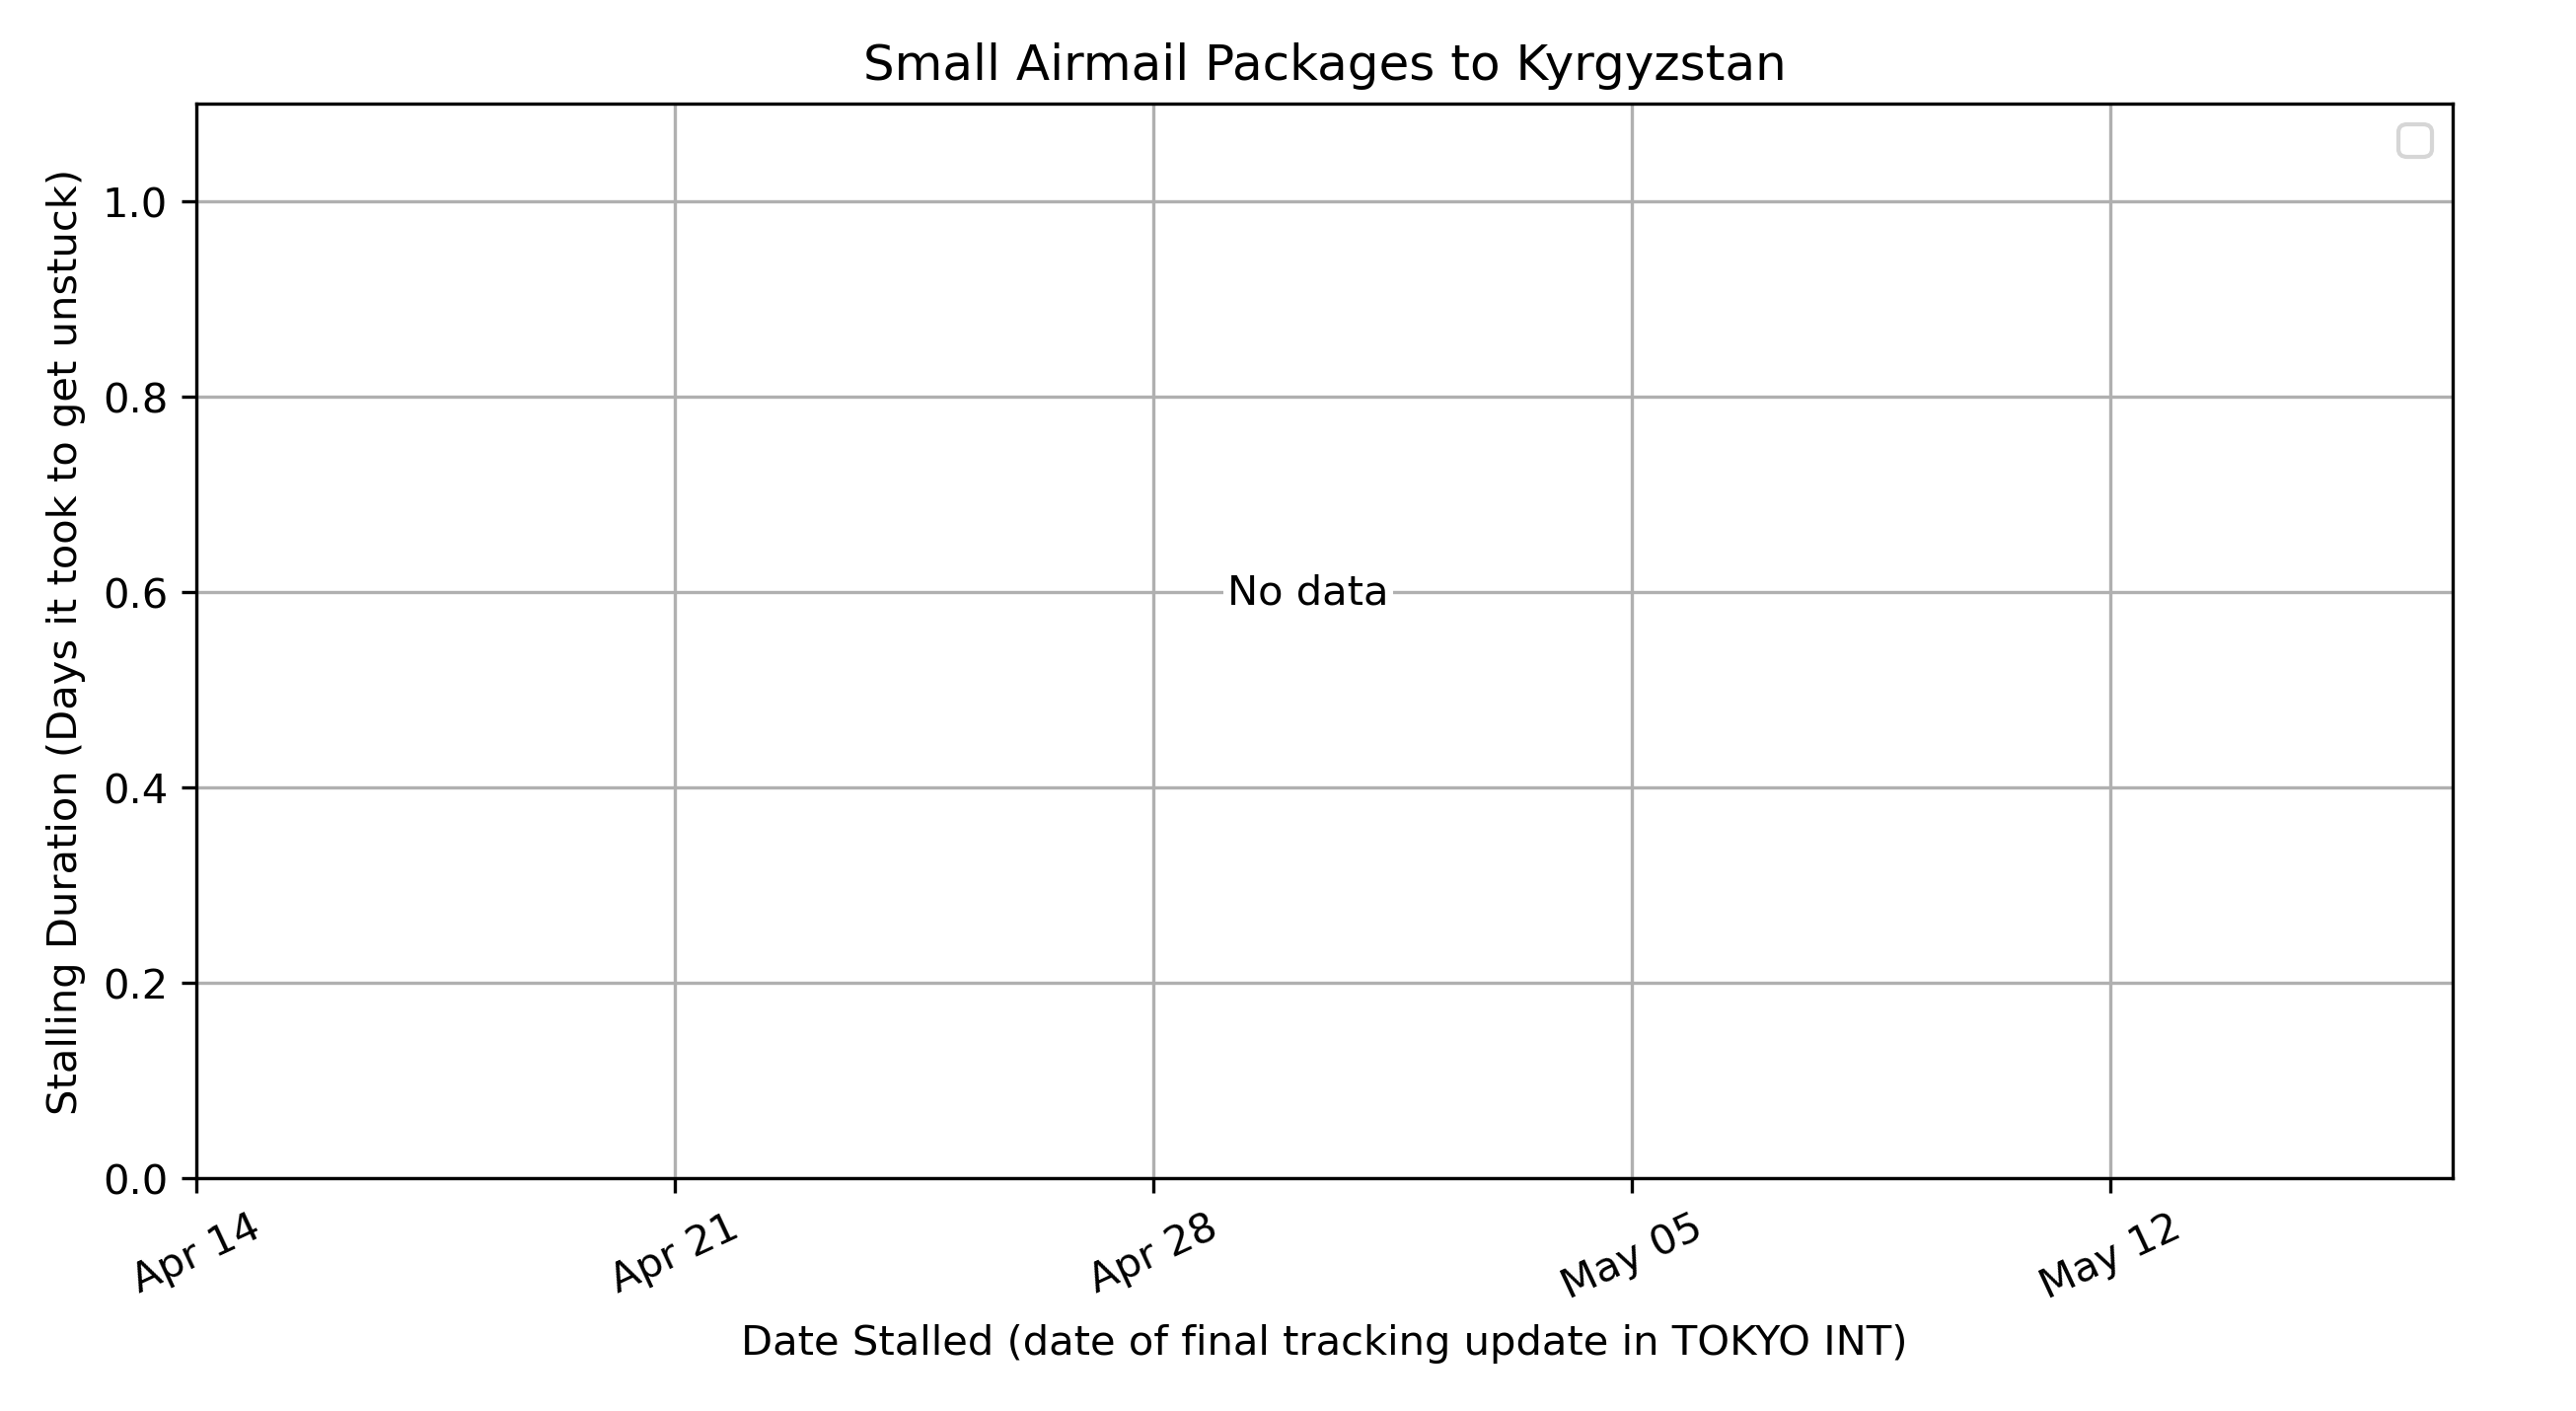 Small Airmail Packages to Kyrgyzstan
Stalling Duration (Days it took to get unstuck)
1.0
0.8
0.6
0.4
0.2
0.0
No data
Apr 14
Apr 21
Apr 28
May 05
May 12
Date Stalled (date of final tracking update in TOKYO INT)